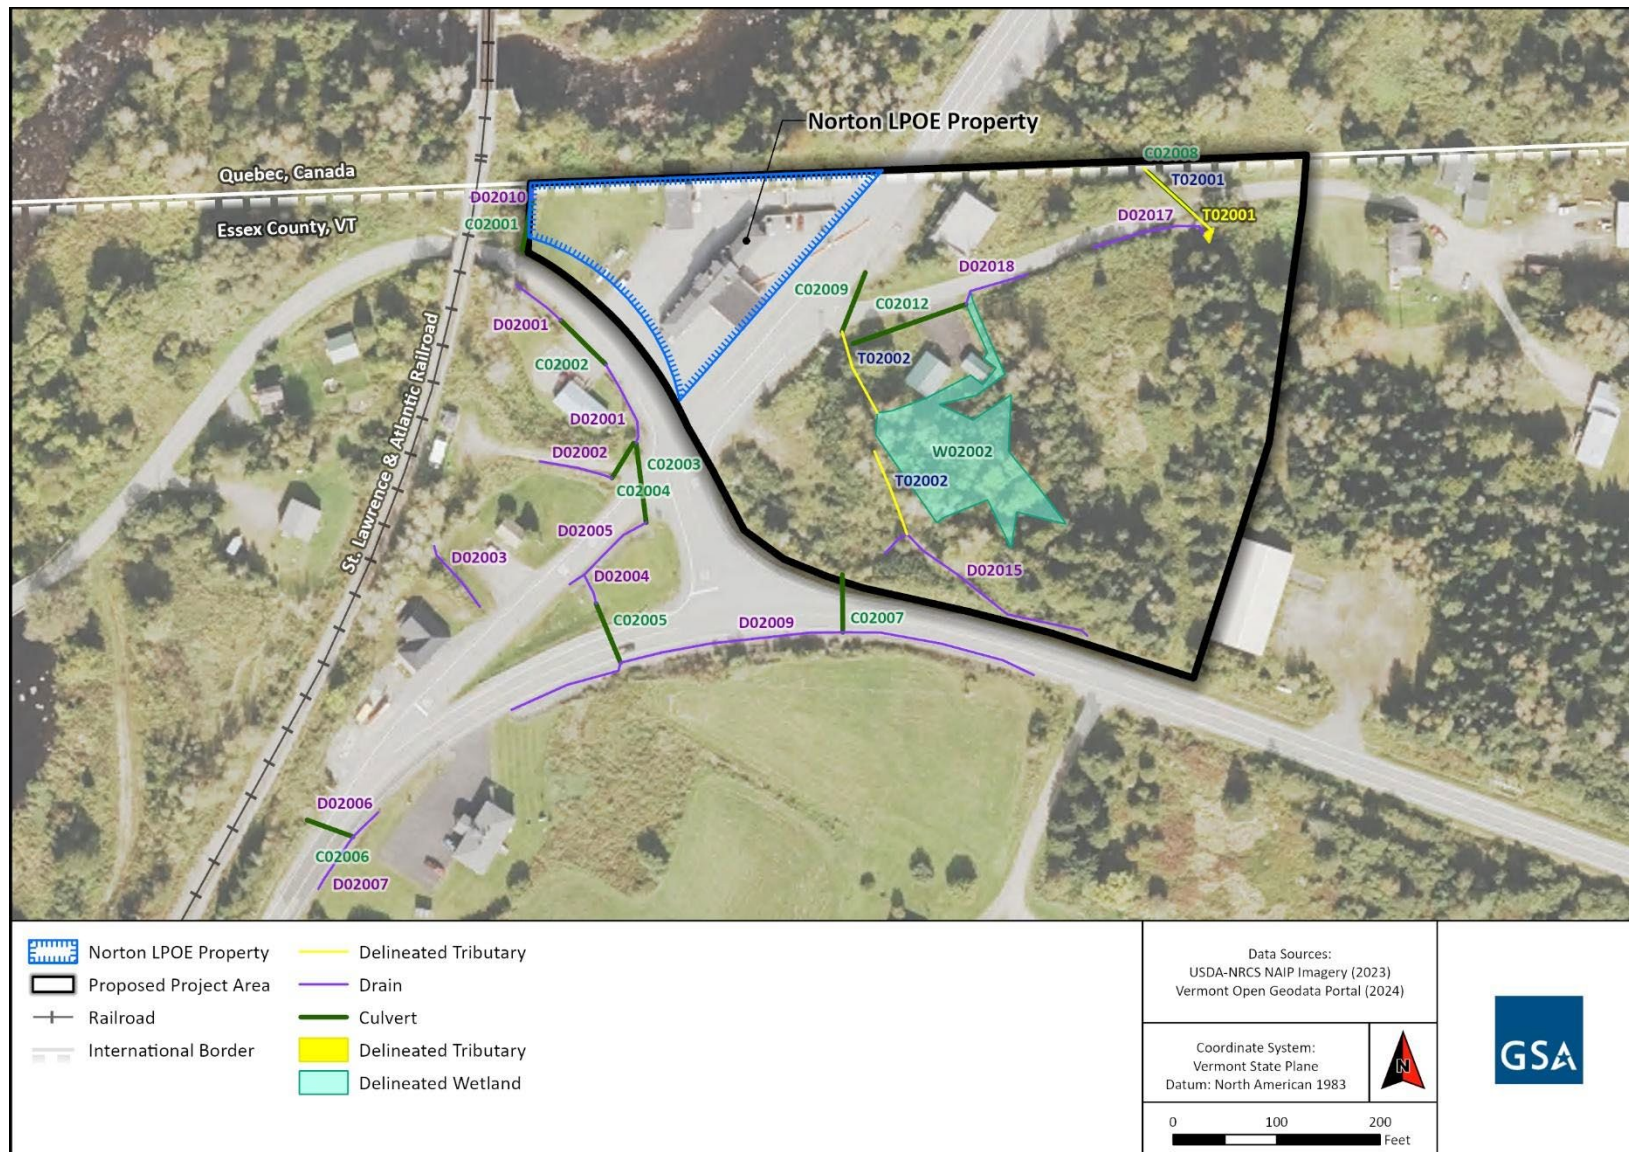 Norton LPOE Property
Quebec, Canada
Essex County, VT
St. Lawrence & Atlantic Railroad
C02008
T02001
T02001
D02010
C02001
D02017
D02018
C02009
C02012
D02001
T02002
C02002
D02001
D02002
C02003
W02002
C02004
T02002
D02005
D02003
D02004
D02015
C02005
D02009
C02007
D02006
C02006
D02007
Norton LPOE Property
Proposed Project Area
Railroad
International Border
Delineated Tributary
Drain
Culvert
Delineated Tributary
Delineated Wetland
Data Sources:
USDA-NRCS NAIP Imagery (2023)
Vermont Open Geodata Portal (2024)
Coordinate System:
Vermont State Plane
Datum: North American 1983
N
0 100 200
Feet
GSA